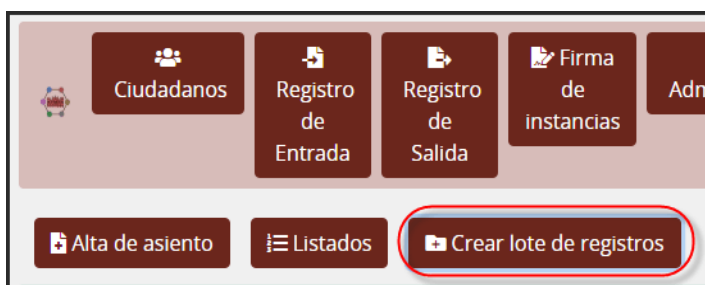 Ciudadanos
Registro
de
Entrada
Registro
de
Salida
Firma
de
instancias
Alta de asiento
Listados
Crear lote de registros